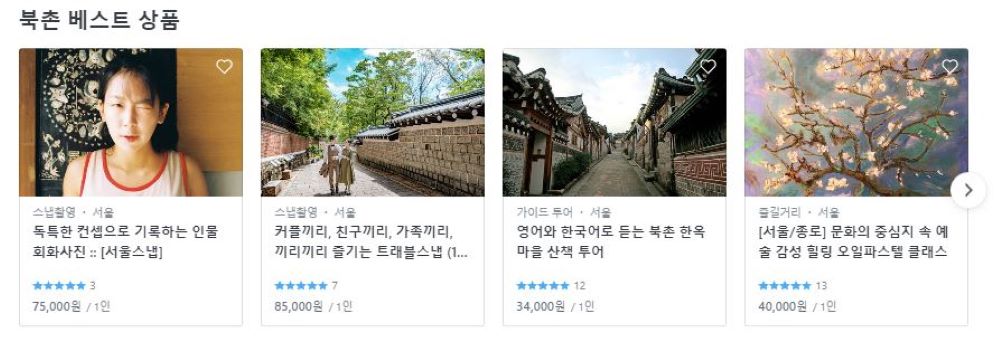 북촌 베스트 상품
스냅촬영 · 서울
독특한 컨셉으로 기록하는 인물
회화사진 :: [서울스냅]
★★★★★ 3
75,000원 / 1인
스냅촬영 · 서울
커플끼리, 친구끼리, 가족끼리,
끼리끼리 즐기는 트래블스냅 (1...
★★★★★ 7
85,000원 / 1인
가이드 투어 · 서울
영어와 한국어로 듣는 북촌 한옥
마을 산책 투어
★★★★★ 12
34,000원 / 1인
즐길거리 · 서울
[서울/종로] 문화의 중심지 속 예
술 감성 힐링 오일파스텔 클래스
★★★★★ 13
40,000원 / 1인